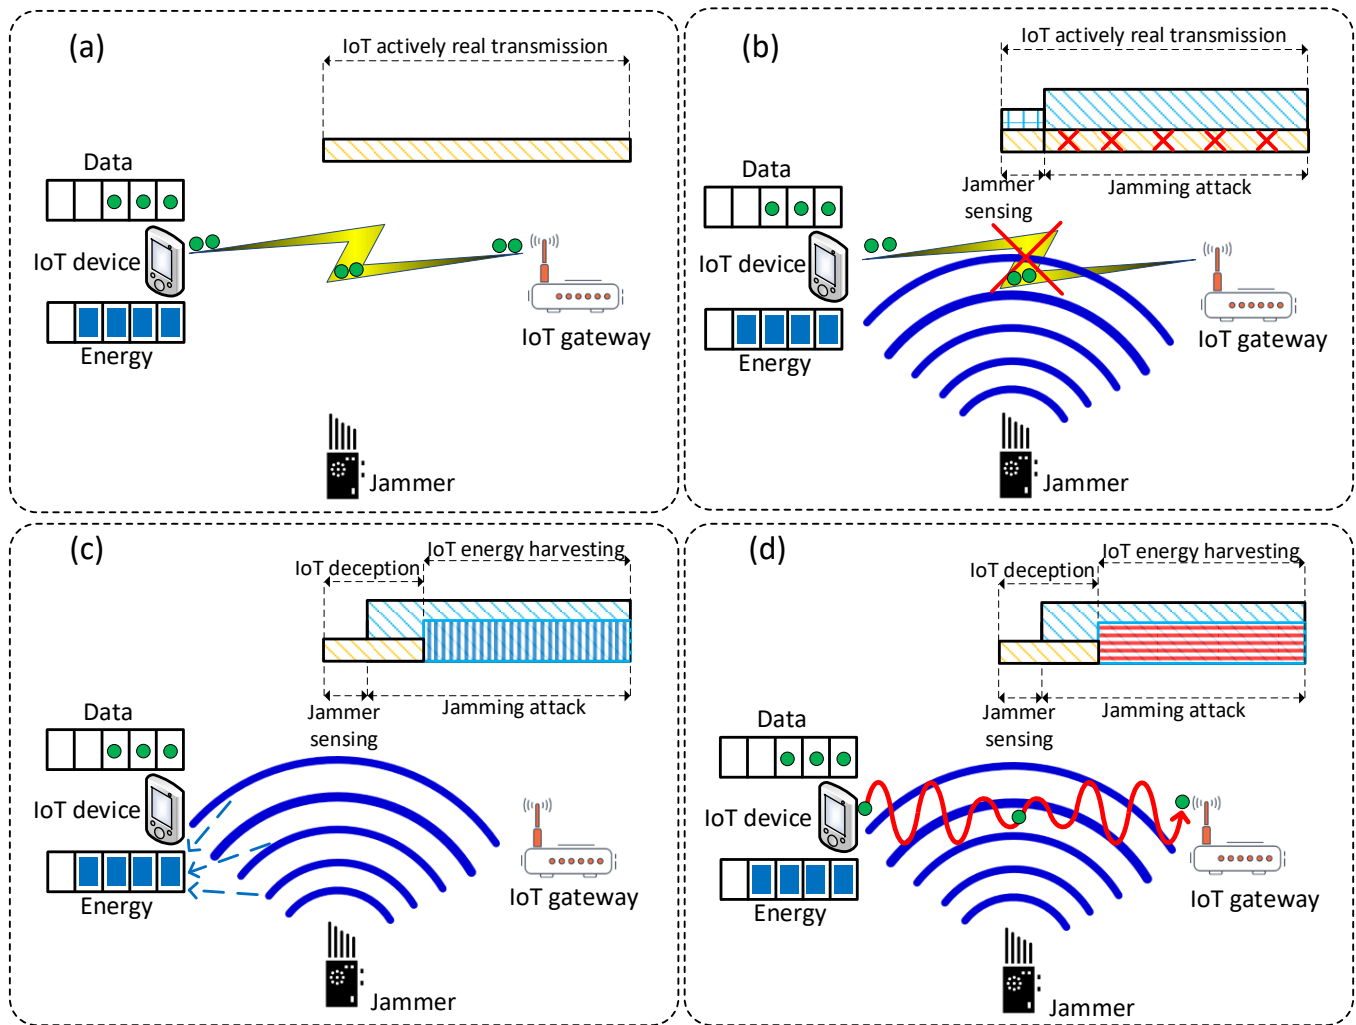 (a)
IoT actively real transmission
Data
IoT device
Energy
IoT gateway
Jammer
(b)
IoT actively real transmission
Jammer
sensing
Jamming attack
Data
IoT device
Energy
IoT gateway
Jammer
(c)
IoT energy harvesting
IoT deception
Jammer
sensing
Jamming attack
Data
IoT device
Energy
IoT gateway
Jammer
(d)
IoT energy harvesting
IoT deception
Jammer
sensing
Jamming attack
Data
IoT device
Energy
IoT gateway
Jammer